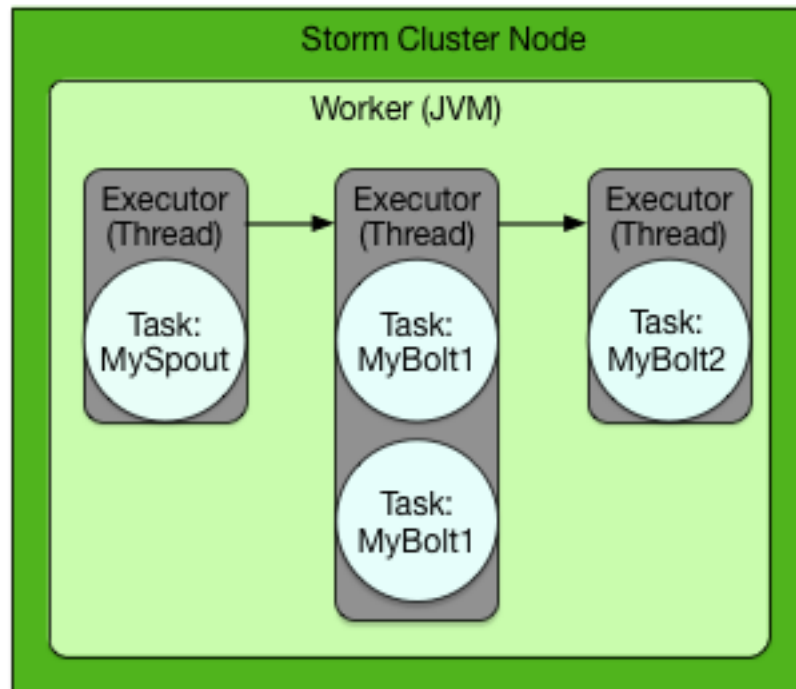 Storm Cluster Node
Worker (JVM)
Executor
(Thread)
Task:
MySpout
Executor
(Thread)
Task:
MyBolt1
Task:
MyBolt1
Executor
(Thread)
Task:
MyBolt2